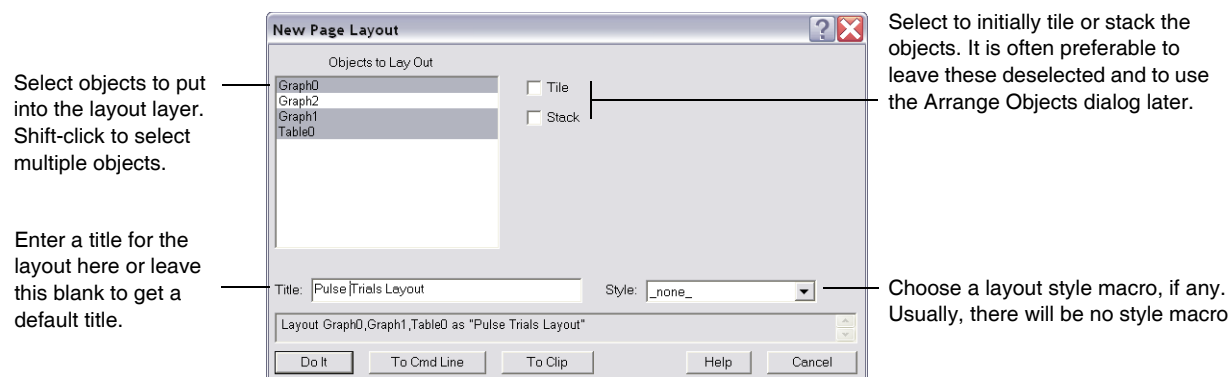 New Page Layout
Objects to Lay Out
Graph0
Graph2
Graph1
Table0
Tile
Stack
Select objects to put
into the layout layer.
Shift-click to select
multiple objects.
Select to initially tile or stack the
objects. It is often preferable to
leave these deselected and to use
the Arrange Objects dialog later.
Enter a title for the
layout here or leave
this blank to get a
default title.
Title: Pulse Trials Layout
Style: _none_
Choose a layout style macro, if any.
Usually, there will be no style macro
Layout Graph0,Graph1,Table0 as "Pulse Trials Layout"
Do It To Cmd Line To Clip Help Cancel